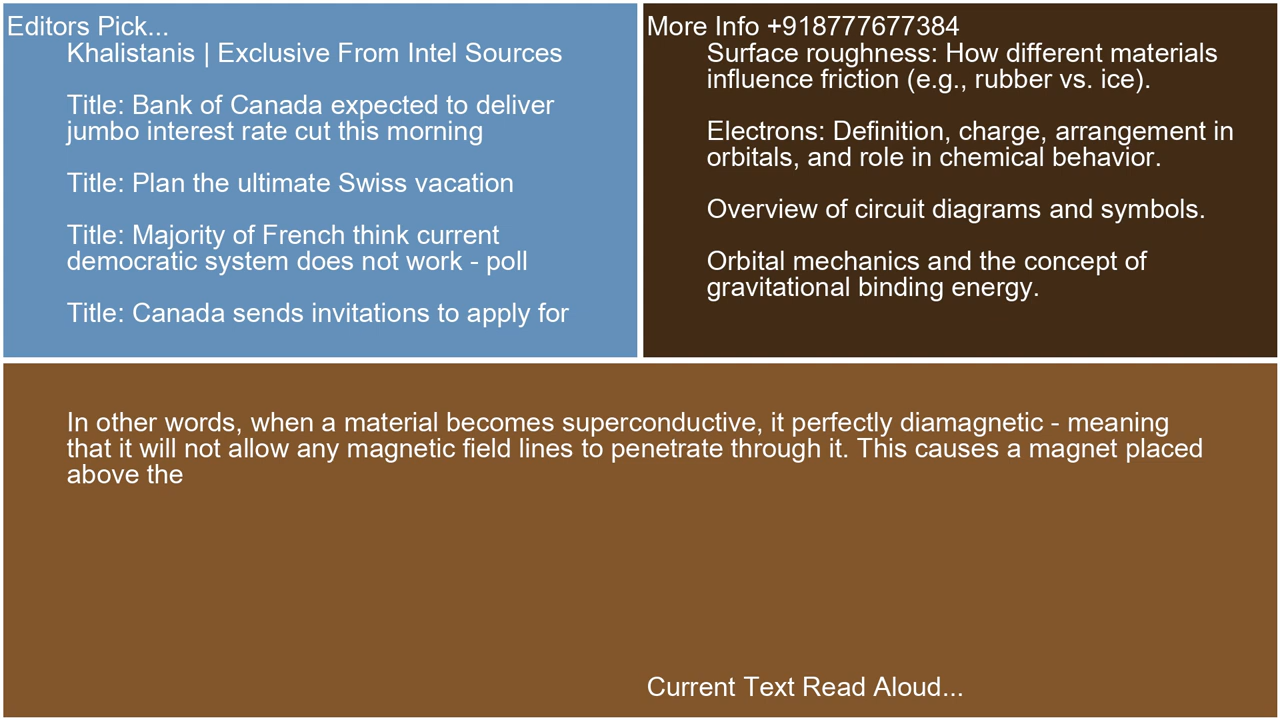 Editors Pick...
Khalistanis | Exclusive From Intel Sources
Title: Bank of Canada expected to deliver
jumbo interest rate cut this morning
Title: Plan the ultimate Swiss vacation
Title: Majority of French think current
democratic system does not work - poll
Title: Canada sends invitations to apply for
More Info +918777677384
Surface roughness: How different materials
influence friction (e.g., rubber vs. ice).
Electrons: Definition, charge, arrangement in
orbitals, and role in chemical behavior.
Overview of circuit diagrams and symbols.
Orbital mechanics and the concept of
gravitational binding energy.
In other words, when a material becomes superconductive, it perfectly diamagnetic - meaning
that it will not allow any magnetic field lines to penetrate through it. This causes a magnet placed
above the
Current Text Read Aloud...